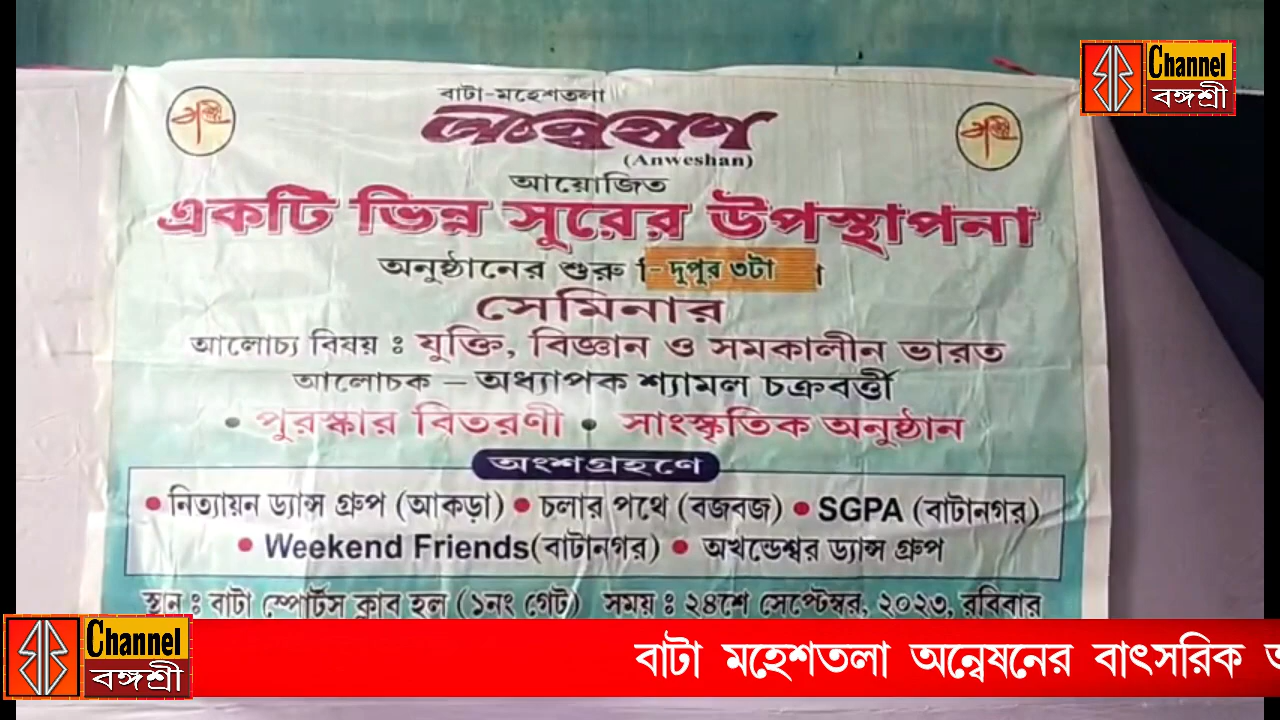 Channel
বঙ্গশ্রী
বাটা-মহেশতলা
অন্বেষণ
(Anweshan)
আয়োজিত
একটি ভিন্ন সুরের উপস্থাপনা
অনুষ্ঠানের শুরু - দুপুর ৩টা
সেমিনার
আলোচ্য বিষয় : যুক্তি, বিজ্ঞান ও সমকালীন ভারত
আলোচক – অধ্যাপক শ্যামল চক্রবর্ত্তী
• পুরস্কার বিতরণী • সাংস্কৃতিক অনুষ্ঠান
অংশগ্রহণে
• নিত্যায়ন ড্যান্স গ্রুপ (আকড়া) • চলার পথে (বজবজ) • SGPA (বাটানগর)
• Weekend Friends(বাটানগর) • অখন্ডেশ্বর ড্যান্স গ্রুপ
স্থান : বাটা স্পোর্টস ক্লাব হল (১নং গেট) সময় : ২৪শে সেপ্টেম্বর, ২০২৩, রবিবার
Channel
বঙ্গশ্রী
বাটা মহেশতলা অন্বেষনের বাৎসরিক